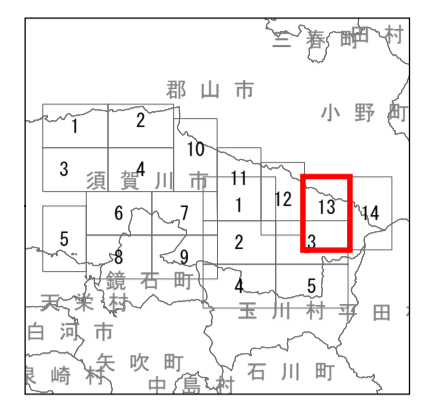 三春町 田村
郡山市
小野町
1 2
10
3 4
須賀川市
11
1 12 13 14
6 7
5
2 3
8 9
鏡石町
4 5
天栄村
玉川村 平田
白河市
矢吹町
石川町
泉崎村
中島村